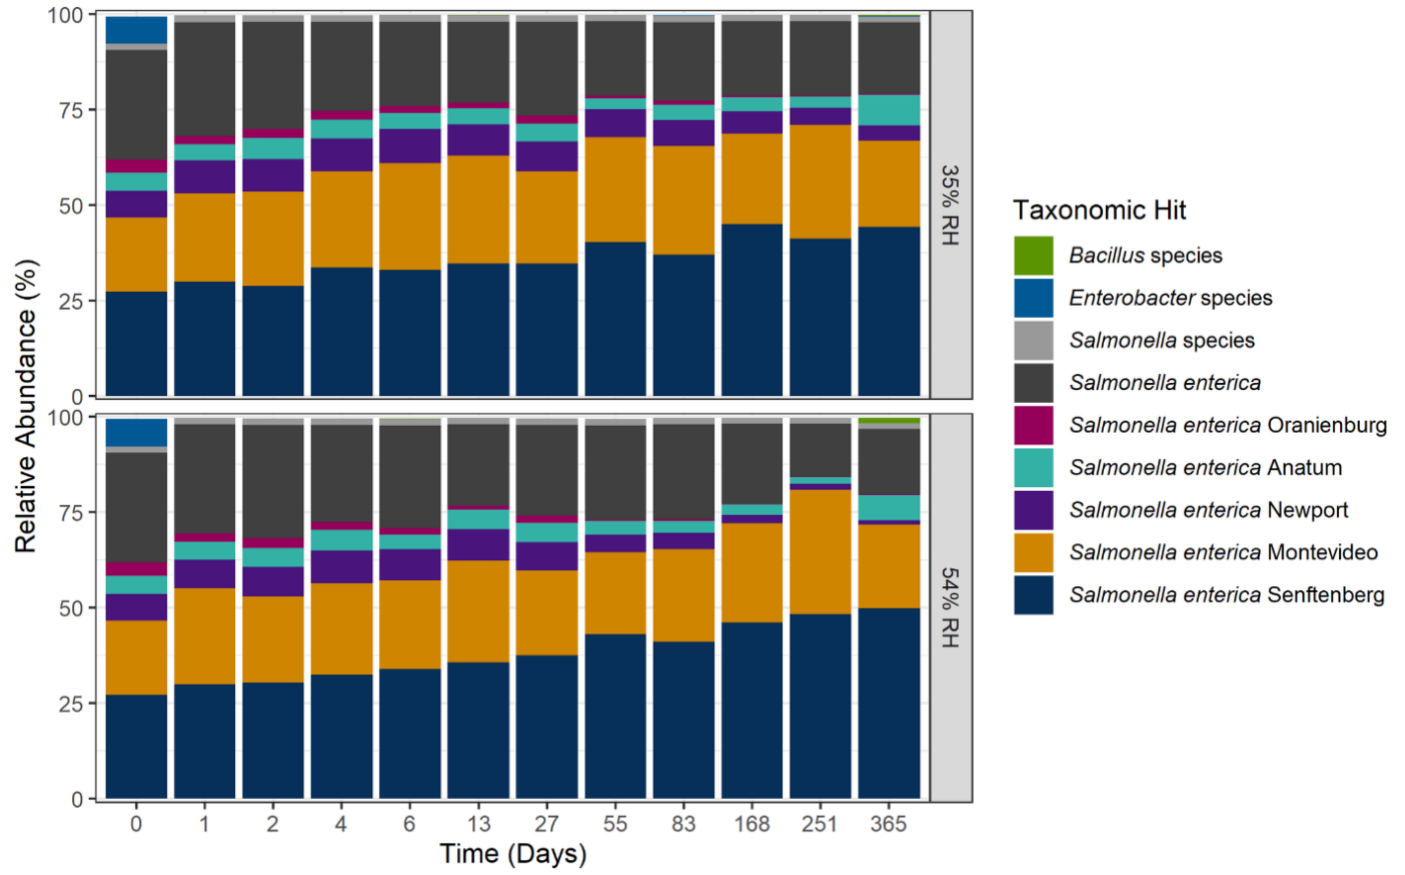 Relative Abundance (%)
100
75
50
25
0
35% RH
100
75
50
25
0
54% RH
0 1 2 4 6 13 27 55 83 168 251 365
Time (Days)
Taxonomic Hit
Bacillus species
Enterobacter species
Salmonella species
Salmonella enterica
Salmonella enterica Oranienburg
Salmonella enterica Anatum
Salmonella enterica Newport
Salmonella enterica Montevideo
Salmonella enterica Senftenberg